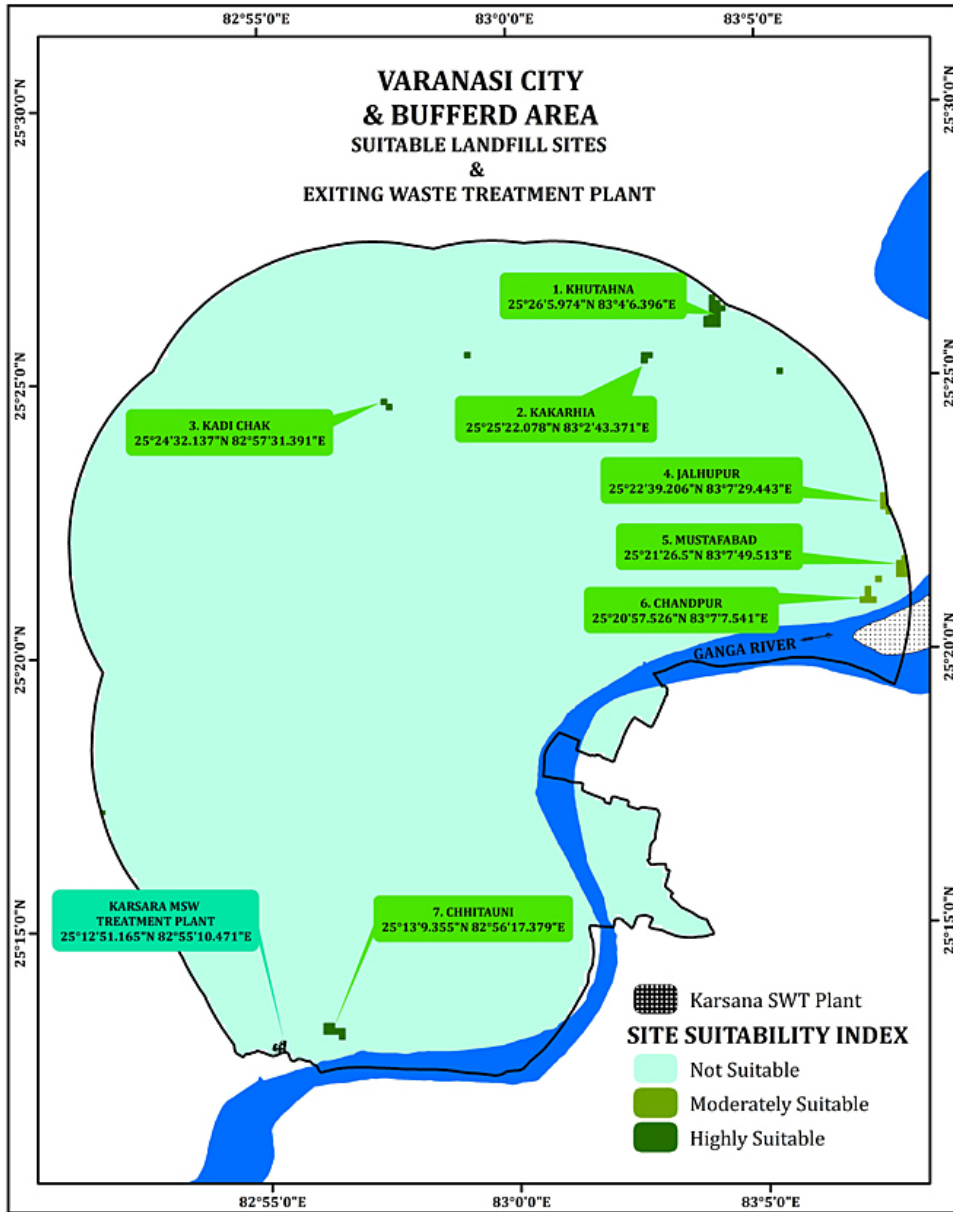 82°55'0"E 83°0'0"E 83°5'0"E
VARANASI CITY
& BUFFERD AREA
SUITABLE LANDFILL SITES
&
EXITING WASTE TREATMENT PLANT
25°30'0"N
25°30'0"N
1. KHUTAHNA
25°26'5.974"N 83°4'6.396"E
25°25'0"N
25°25'0"N
2. KAKARHIA
25°25'22.078"N 83°2'43.371"E
3. KADI CHAK
25°24'32.137"N 82°57'31.391"E
4. JALHUPUR
25°22'39.206"N 83°7'29.443"E
5. MUSTAFABAD
25°21'26.5"N 83°7'49.513"E
6. CHANDPUR
25°20'57.526"N 83°7'7.541"E
GANGA RIVER
25°20'0"N
25°20'0"N
KARSARA MSW
TREATMENT PLANT
25°12'51.165"N 82°55'10.471"E
7. CHHITAUNI
25°13'9.355"N 82°56'17.379"E
25°15'0"N
25°15'0"N
Karsana SWT Plant
SITE SUITABILITY INDEX
Not Suitable
Moderately Suitable
Highly Suitable
82°55'0"E 83°0'0"E 83°5'0"E